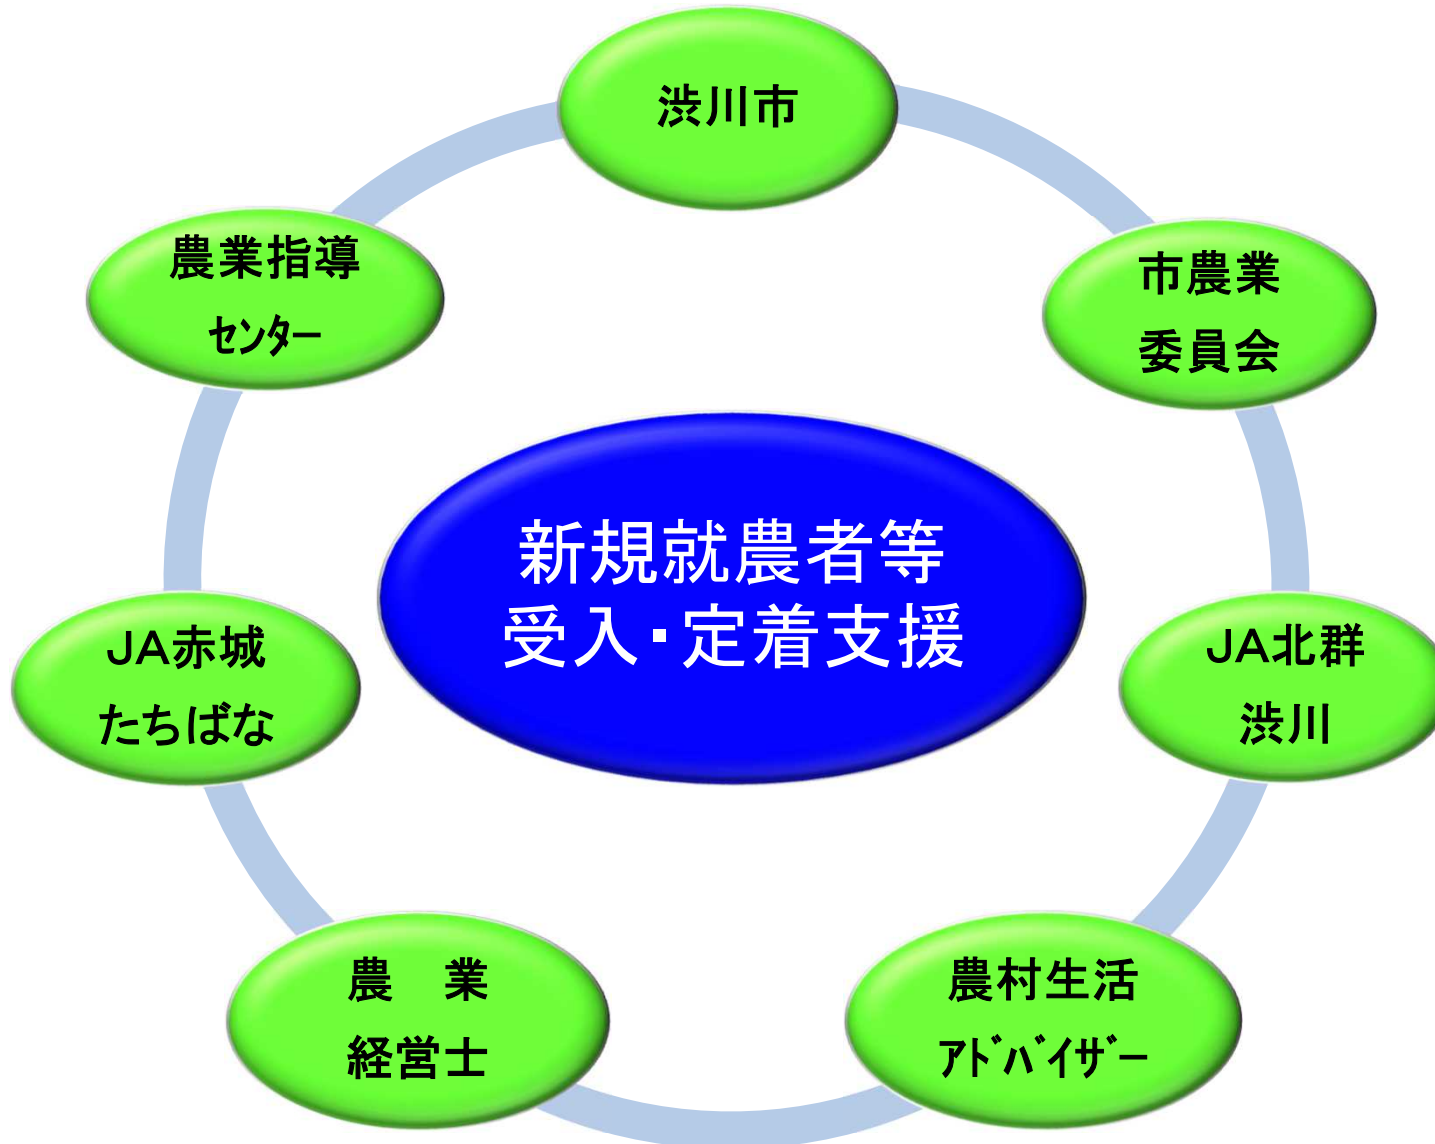 渋川市
農業指導
センター
市農業
委員会
新規就農者等
受入・定着支援
JA赤城
たちばな
JA北群
渋川
農　業
経営士
農村生活
アドバイザー